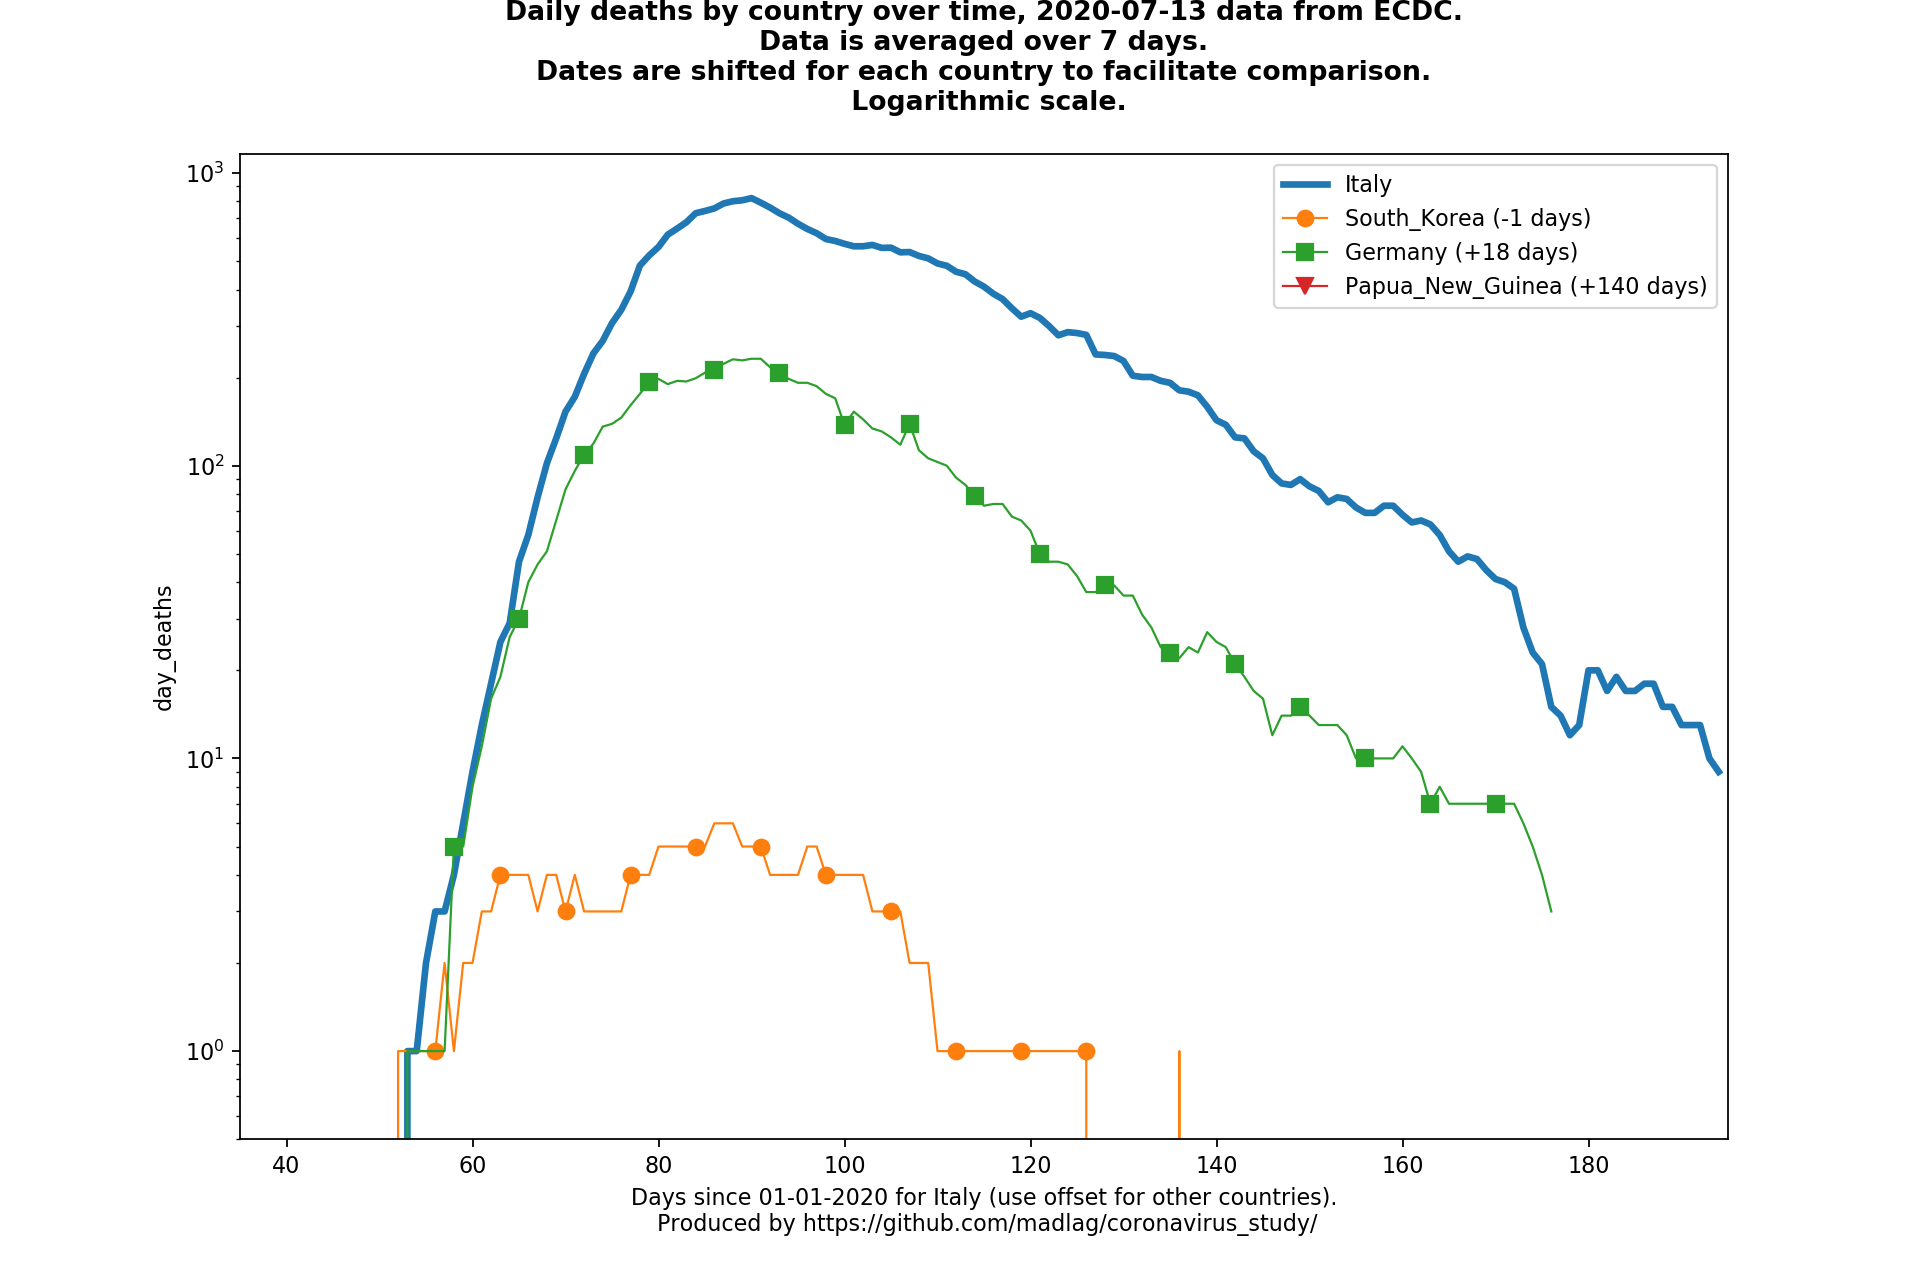 Daily deaths by country over time, 2020-07-13 data from ECDC.
Data is averaged over 7 days.
Dates are shifted for each country to facilitate comparison.
Logarithmic scale.
10³
Italy
South_Korea (-1 days)
Germany (+18 days)
Papua_New_Guinea (+140 days)
10²
day_deaths
10¹
10⁰
40 60 80 100 120 140 160 180
Days since 01-01-2020 for Italy (use offset for other countries).
Produced by https://github.com/madlag/coronavirus_study/